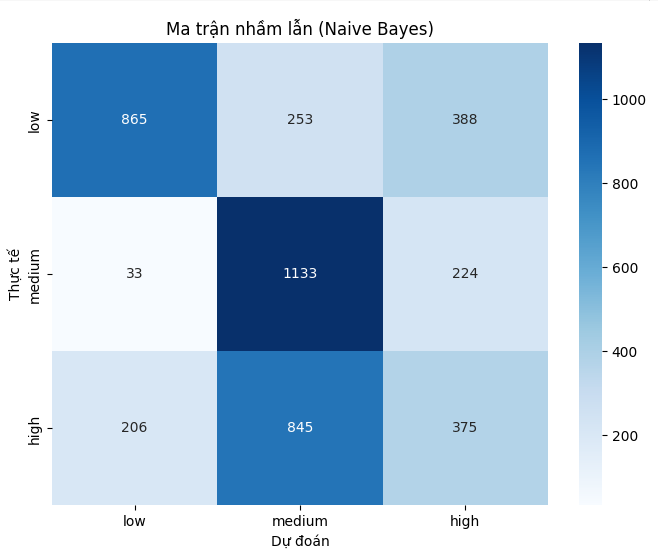 Ma trận nhầm lẫn (Naive Bayes)
low
865
253
388
Thực tế
medium
33
1133
224
high
206
845
375
low
medium
high
Dự đoán
1000
800
600
400
200